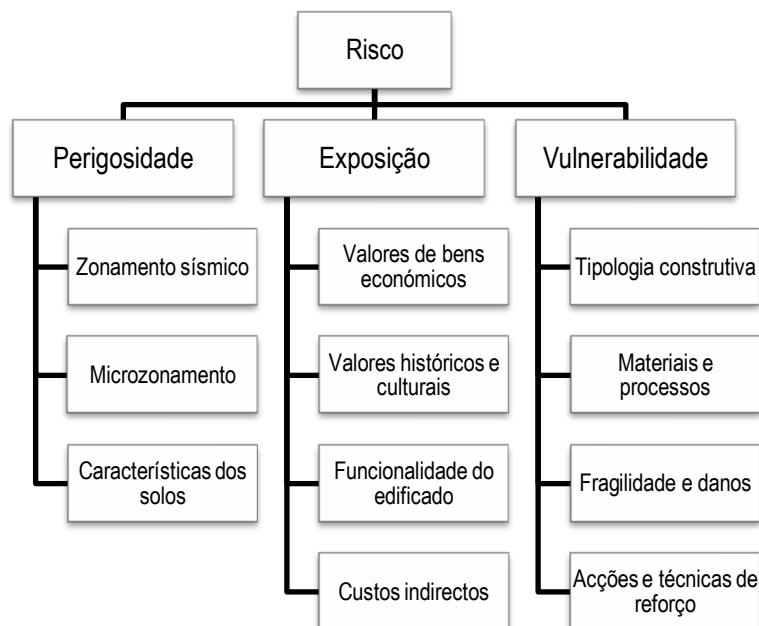 Risco
Perigosidade
Zonamento sísmico
Microzonamento
Características dos
solos
Exposição
Valores de bens
económicos
Valores históricos e
culturais
Funcionalidade do
edificado
Custos indirectos
Vulnerabilidade
Tipologia construtiva
Materiais e
processos
Fragilidade e danos
Acções e técnicas de
reforço